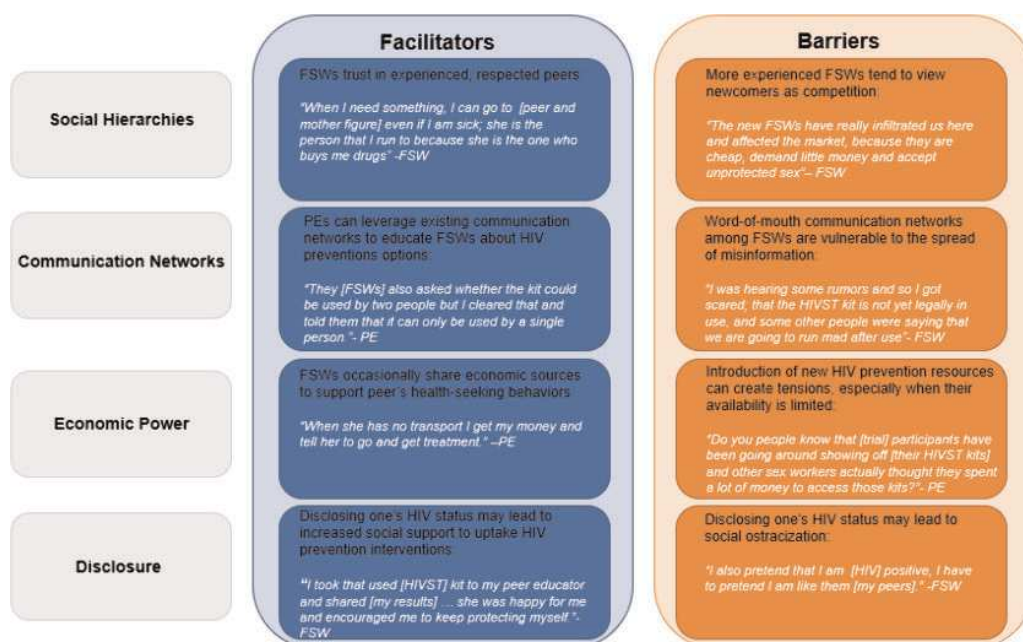 Facilitators
Barriers
Social Hierarchies
FSWs trust in experienced, respected peers
"When I need something, I can go to [peer and
mother figure] even if I am sick; she is the
person that I run to because she is the one who
buys me drugs" -FSW
More experienced FSWs tend to view
newcomers as competition:
"The new FSWs have really infiltrated us here
and affected the market, because they are
cheap, demand little money and accept
unprotected sex"– FSW
Communication Networks
PEs can leverage existing communication
networks to educate FSWs about HIV
preventions options:
"They [FSWs] also asked whether the kit could
be used by two people but I cleared that and
told them that it can only be used by a single
person."- PE
Word-of-mouth communication networks
among FSWs are vulnerable to the spread
of misinformation:
"I was hearing some rumors and so I got
scared, that the HIVST kit is not yet legally in
use, and some other people were saying that
we are going to run mad after use"- FSW
Economic Power
FSWs occasionally share economic sources
to support peer's health-seeking behaviors
"When she has no transport I get my money and
tell her to go and get treatment." –PE
Introduction of new HIV prevention resources
can create tensions, especially when their
availability is limited:
"Do you people know that [trial] participants have
been going around showing off [their HIVST kits]
and other sex workers actually thought they spent
a lot of money to access those kits?"- PE
Disclosure
Disclosing one's HIV status may lead to
increased social support to uptake HIV
prevention interventions:
"I took that used [HIVST] kit to my peer educator
and shared [my results] ... she was happy for me
and encouraged me to keep protecting myself."-
FSW
Disclosing one's HIV status may lead to
social ostracization:
"I also pretend that I am [HIV] positive, I have
to pretend I am like them [my peers]." -FSW